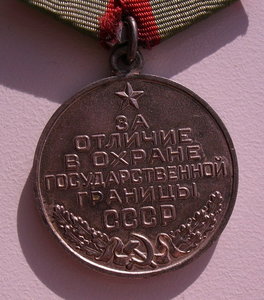 ЗА
ОТЛИЧИЕ
В ОХРАНЕ
ГОСУДАРСТВЕННОЙ
ГРАНИЦЫ
СССР